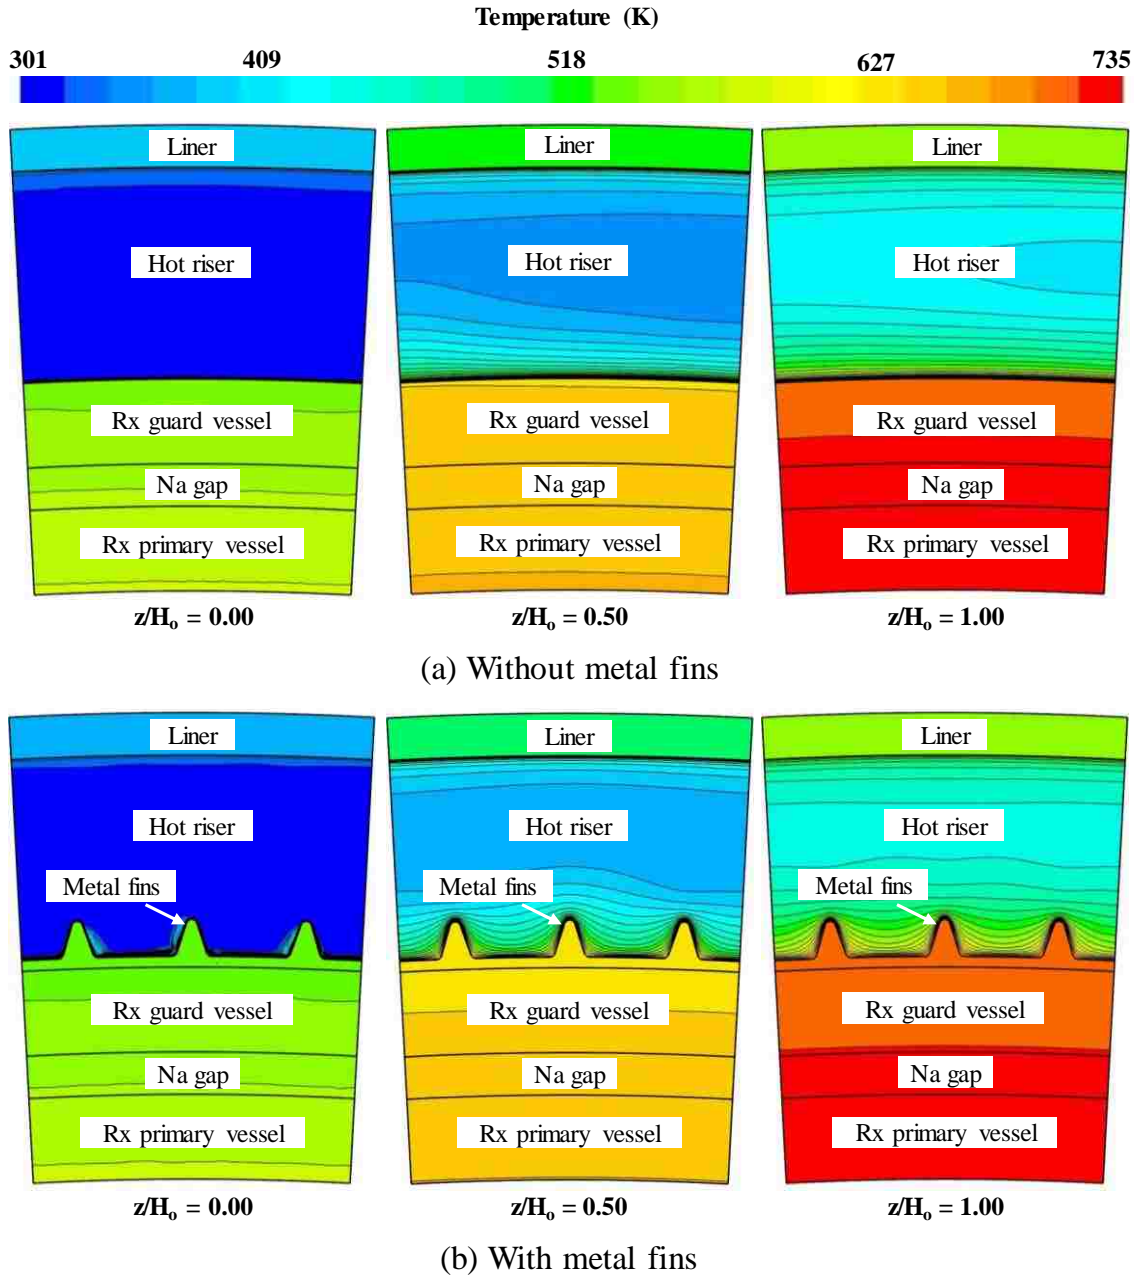 Temperature (K)
301 409 518 627 735
Liner Liner Liner
Hot riser Hot riser Hot riser
Rx guard vessel Rx guard vessel Rx guard vessel
Na gap Na gap Na gap
Rx primary vessel Rx primary vessel Rx primary vessel
z/Hₒ = 0.00 z/Hₒ = 0.50 z/Hₒ = 1.00
(a) Without metal fins
Liner Liner Liner
Hot riser Hot riser Hot riser
Metal fins Metal fins Metal fins
Rx guard vessel Rx guard vessel Rx guard vessel
Na gap Na gap Na gap
Rx primary vessel Rx primary vessel Rx primary vessel
z/Hₒ = 0.00 z/Hₒ = 0.50 z/Hₒ = 1.00
(b) With metal fins